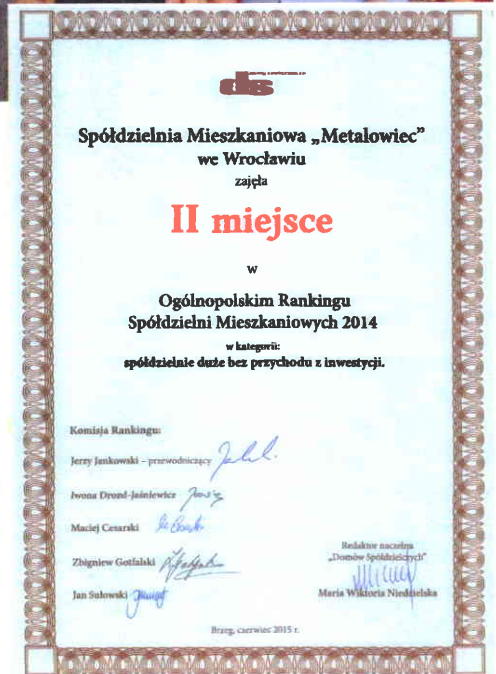 ds
Spółdzielnia Mieszkaniowa „Metalowiec”
we Wrocławiu
zajęła
II miejsce
w
Ogólnopolskim Rankingu
Spółdzielni Mieszkaniowych 2014
w kategorii:
spółdzielnie duże bez przychodu z inwestycji.
Komisja Rankingu:
Jerzy Jankowski – przewodniczący
Iwona Drozd-Jaśniewicz
Maciej Cesarski
Zbigniew Gotfalski
Jan Sułowski
Redaktor naczelna
„Domów Spółdzielczych”
Maria Wiktoria Niedzielska
Brzeg, czerwiec 2015 r.